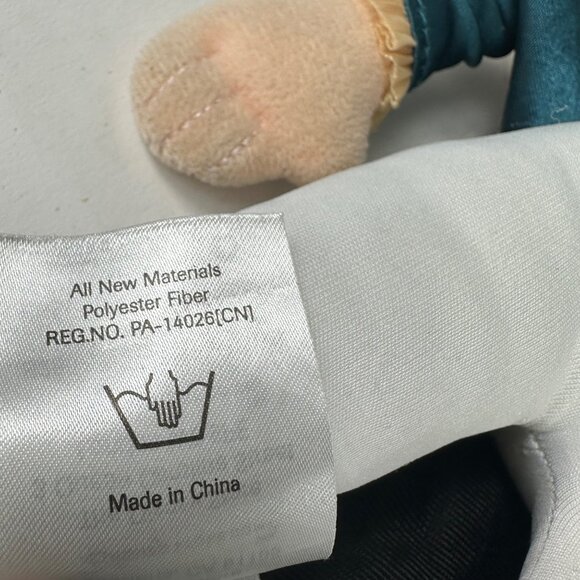 All New Materials
Polyester Fiber
REG.NO. PA-14026[CN]
Made in China